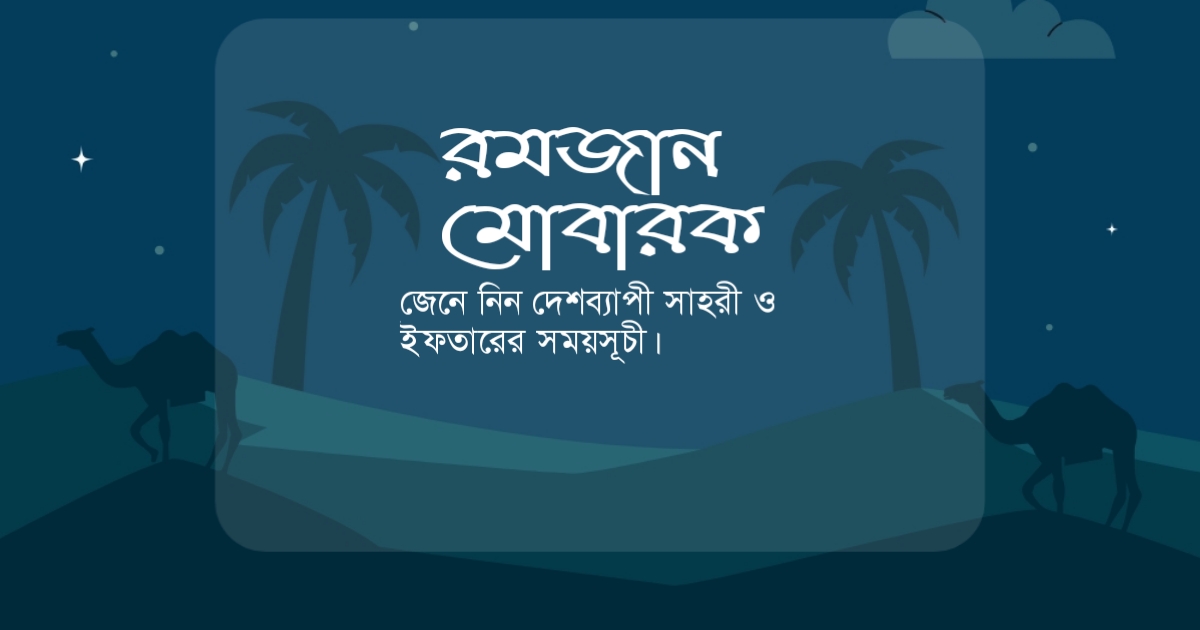 রমজান
মোবারক
জেনে নিন দেশব্যাপী সাহরী ও
ইফতারের সময়সূচী।